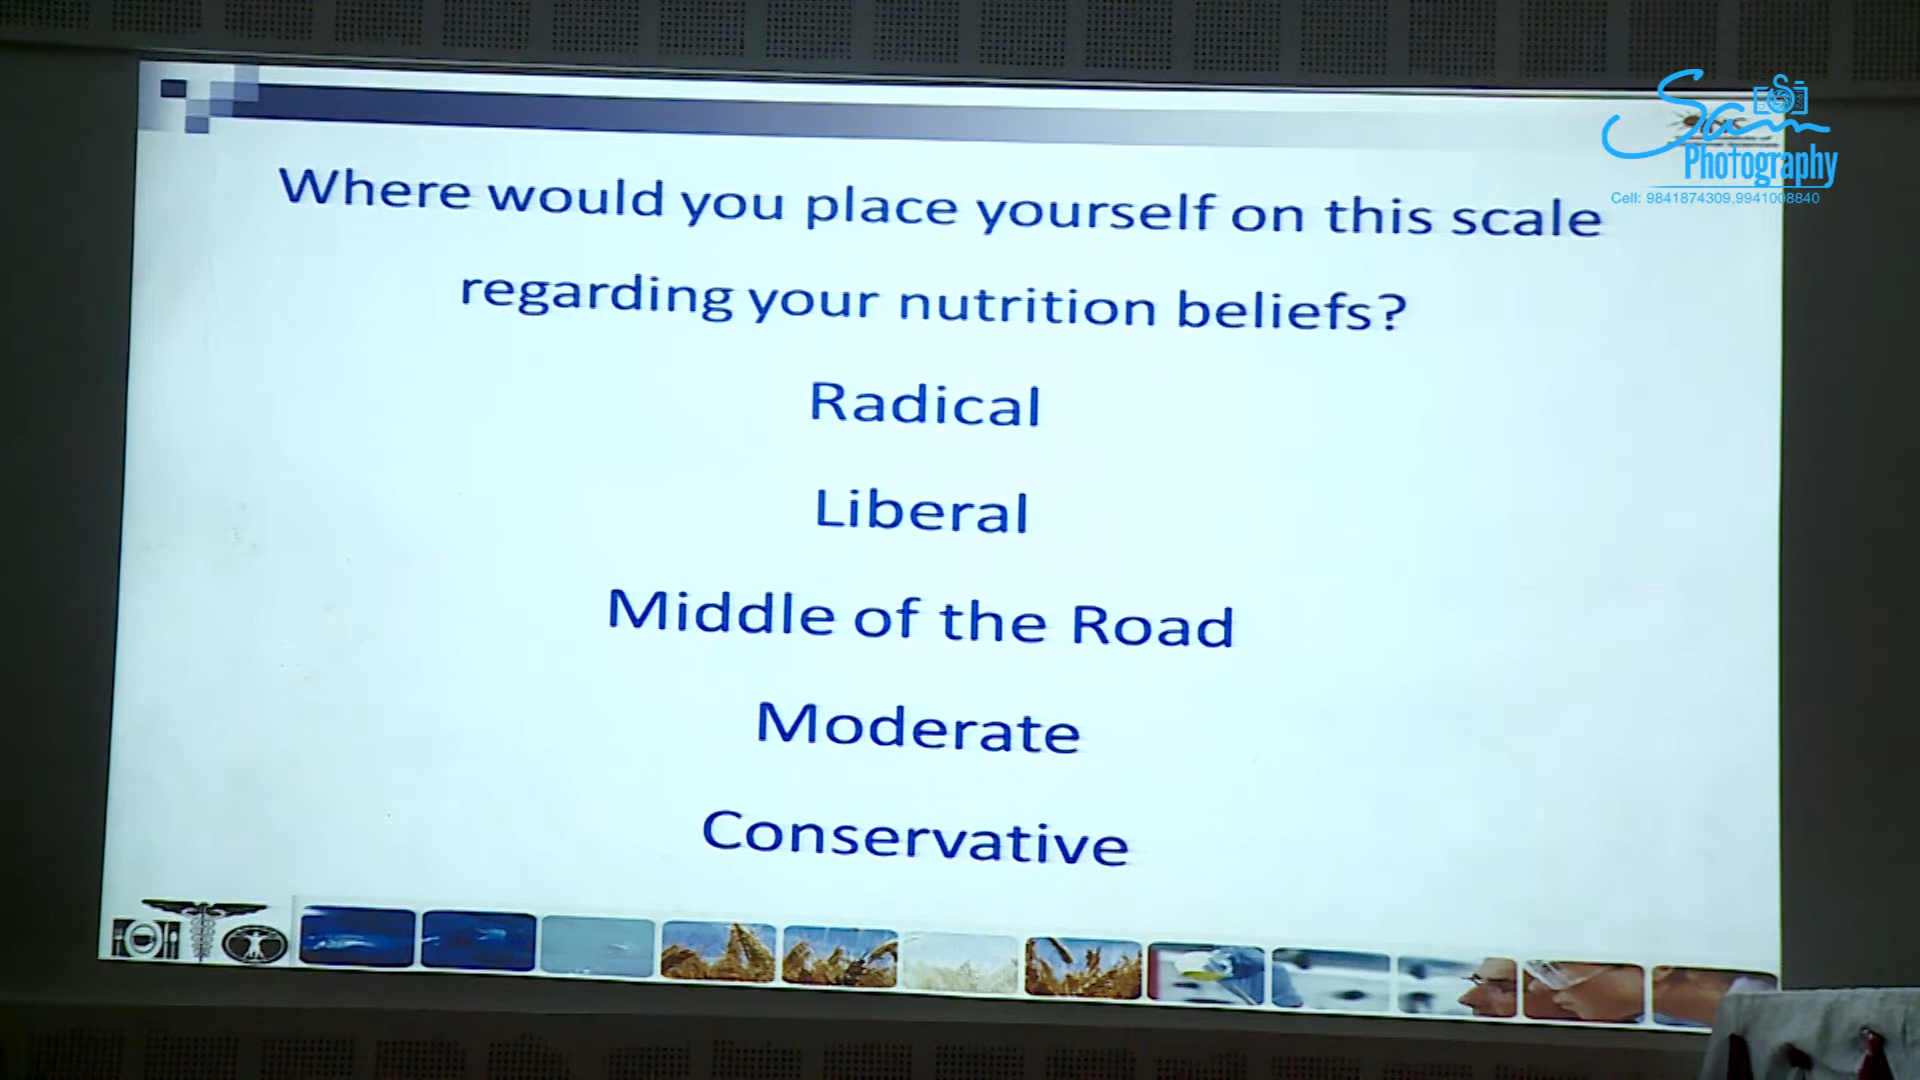 Where would you place yourself on this scale
regarding your nutrition beliefs?
Radical
Liberal
Middle of the Road
Moderate
Conservative
Sam
Photography
Cell: 9841874309,9941008840